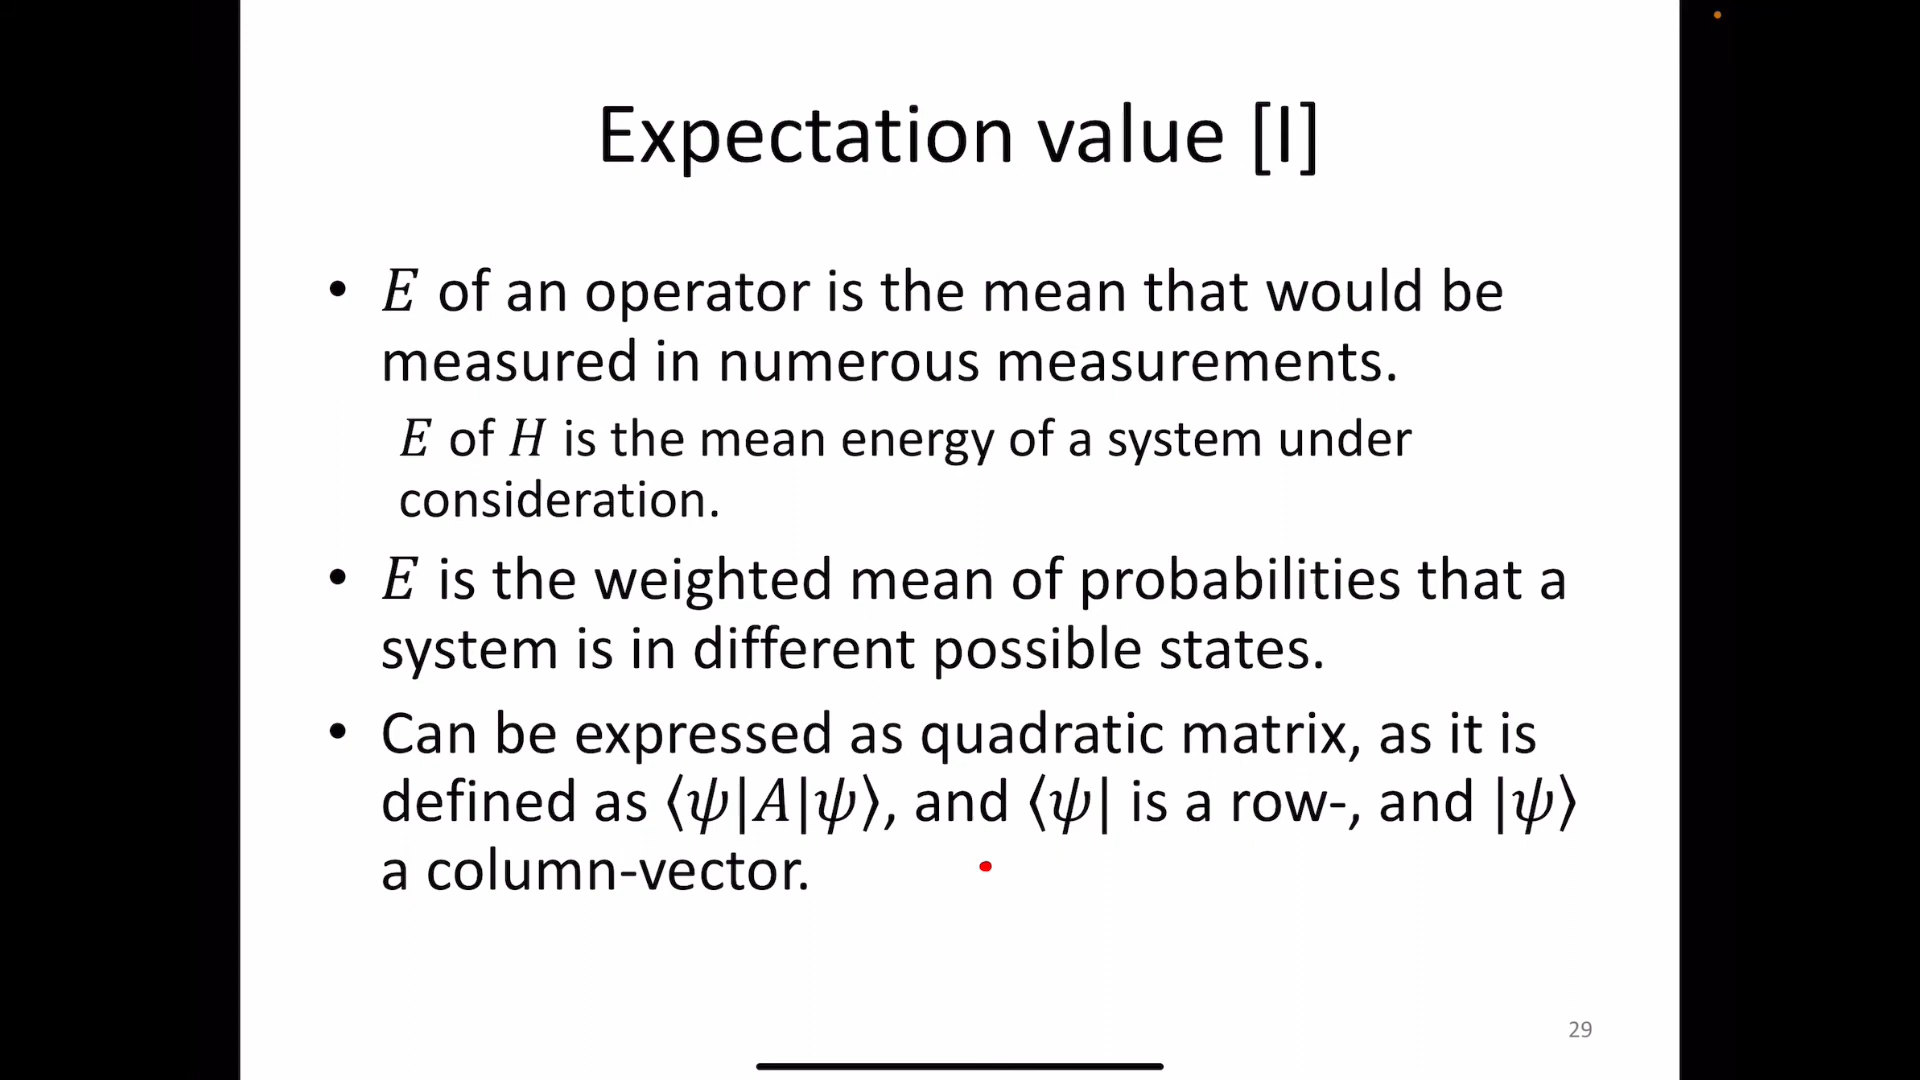 Expectation value [I]
• E of an operator is the mean that would be
measured in numerous measurements.
E of H is the mean energy of a system under
consideration.
• E is the weighted mean of probabilities that a
system is in different possible states.
• Can be expressed as quadratic matrix, as it is
defined as ⟨ψ|A|ψ⟩, and ⟨ψ| is a row-, and |ψ⟩
a column-vector.
29